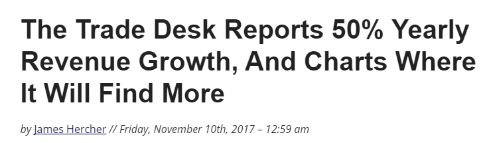 The Trade Desk Reports 50% Yearly
Revenue Growth, And Charts Where
It Will Find More
by James Hercher // Friday, November 10th, 2017 – 12:59 am